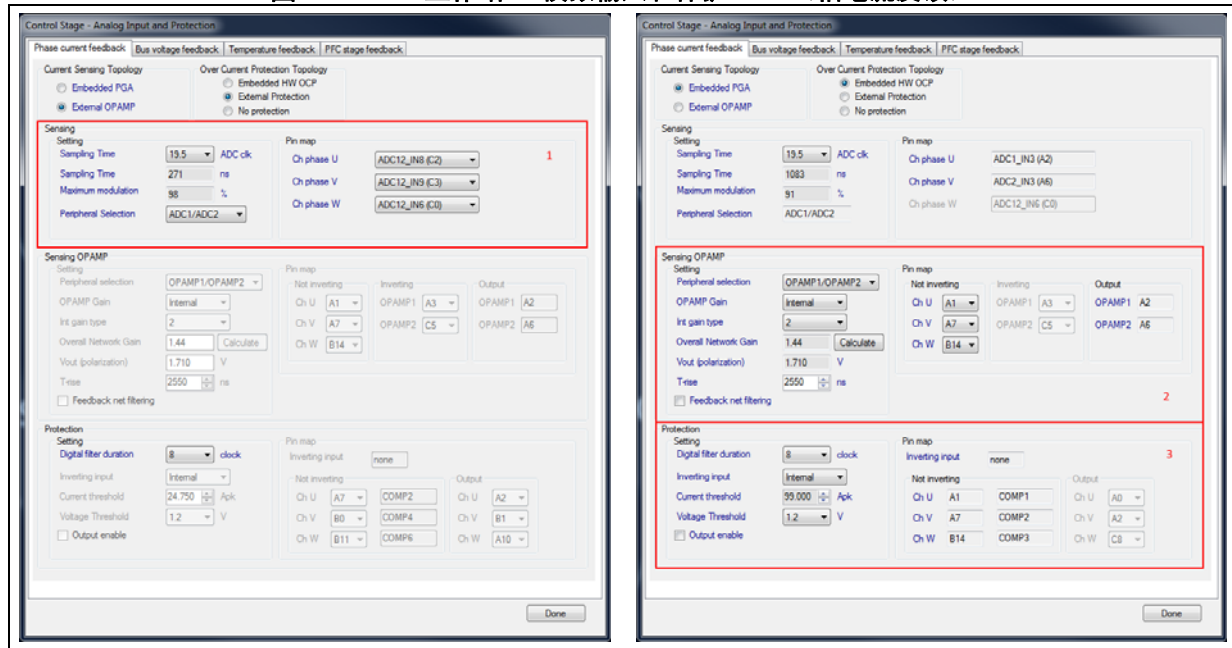 Control Stage - Analog Input and Protection
Phase current feedback Bus voltage feedback Temperature feedback PFC stage feedback
Current Sensing Topology Over Current Protection Topology
Embedded PGA Embedded HW OCP
External OPAMP External Protection
No protection
Sensing
Setting Pin map
Sampling Time 19.5 ADC clk Ch phase U ADC12_IN8 (C2) 1
Sampling Time 271 ns Ch phase V ADC12_IN9 (C3)
Maximum modulation 98 % Ch phase W ADC12_IN6 (C0)
Peripheral Selection ADC1/ADC2
Sensing OPAMP
Setting Pin map
Peripheral selection OPAMP1/OPAMP2 Not inverting Inverting Output
OPAMP Gain Internal Ch U A1 OPAMP1 A3 OPAMP1 A2
Int gain type 2 Ch V A7 OPAMP2 C5 OPAMP2 A6
Overall Network Gain 1.44 Calculate Ch W B14
Vout (polarization) 1.710 V
T-rise 2550 ns
Feedback net filtering
Protection
Setting Pin map
Digital filter duration 8 clock Inverting input none
Inverting input Internal Not inverting Output
Current threshold 24.750 Apk Ch U A7 COMP2 Ch U A2
Voltage Threshold 1.2 V Ch V B0 COMP4 Ch V B1
Output enable Ch W B11 COMP6 Ch W A10
Done
Control Stage - Analog Input and Protection
Phase current feedback Bus voltage feedback Temperature feedback PFC stage feedback
Current Sensing Topology Over Current Protection Topology
Embedded PGA Embedded HW OCP
External OPAMP External Protection
No protection
Sensing
Setting Pin map
Sampling Time 19.5 ADC clk Ch phase U ADC1_IN3 (A2)
Sampling Time 1083 ns Ch phase V ADC2_IN3 (A6)
Maximum modulation 91 % Ch phase W ADC12_IN6 (C0)
Peripheral Selection ADC1/ADC2
Sensing OPAMP
Setting Pin map
Peripheral selection OPAMP1/OPAMP2 Not inverting Inverting Output
OPAMP Gain Internal Ch U A1 OPAMP1 A3 OPAMP1 A2
Int gain type 2 Ch V A7 OPAMP2 C5 OPAMP2 A6
Overall Network Gain 1.44 Calculate Ch W B14
Vout (polarization) 1.710 V
T-rise 2550 ns
Feedback net filtering 2
Protection
Setting Pin map 3
Digital filter duration 8 clock Inverting input none
Inverting input Internal Not inverting Output
Current threshold 99.000 Apk Ch U A1 COMP1 Ch U A0
Voltage Threshold 1.2 V Ch V A7 COMP2 Ch V A2
Output enable Ch W B14 COMP3 Ch W C8
Done